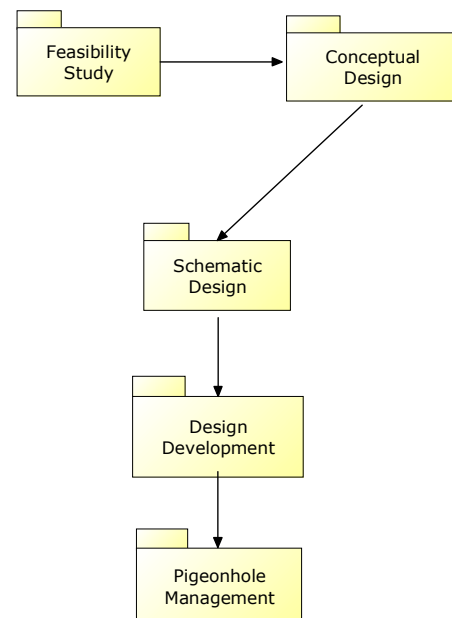 Feasibility
Study
Conceptual
Design
Schematic
Design
Design
Development
Pigeonhole
Management